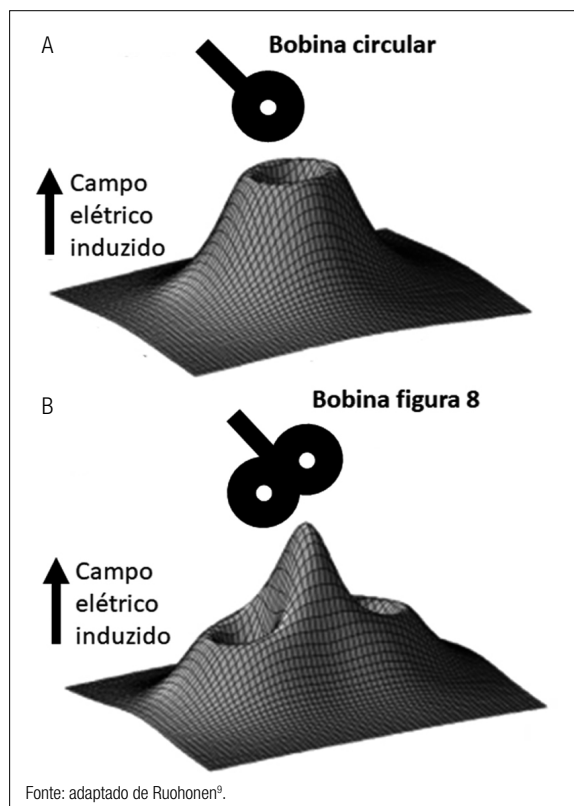 A
Bobina circular
Campo
elétrico
induzido
B
Bobina figura 8
Campo
elétrico
induzido
Fonte: adaptado de Ruohonen⁹.